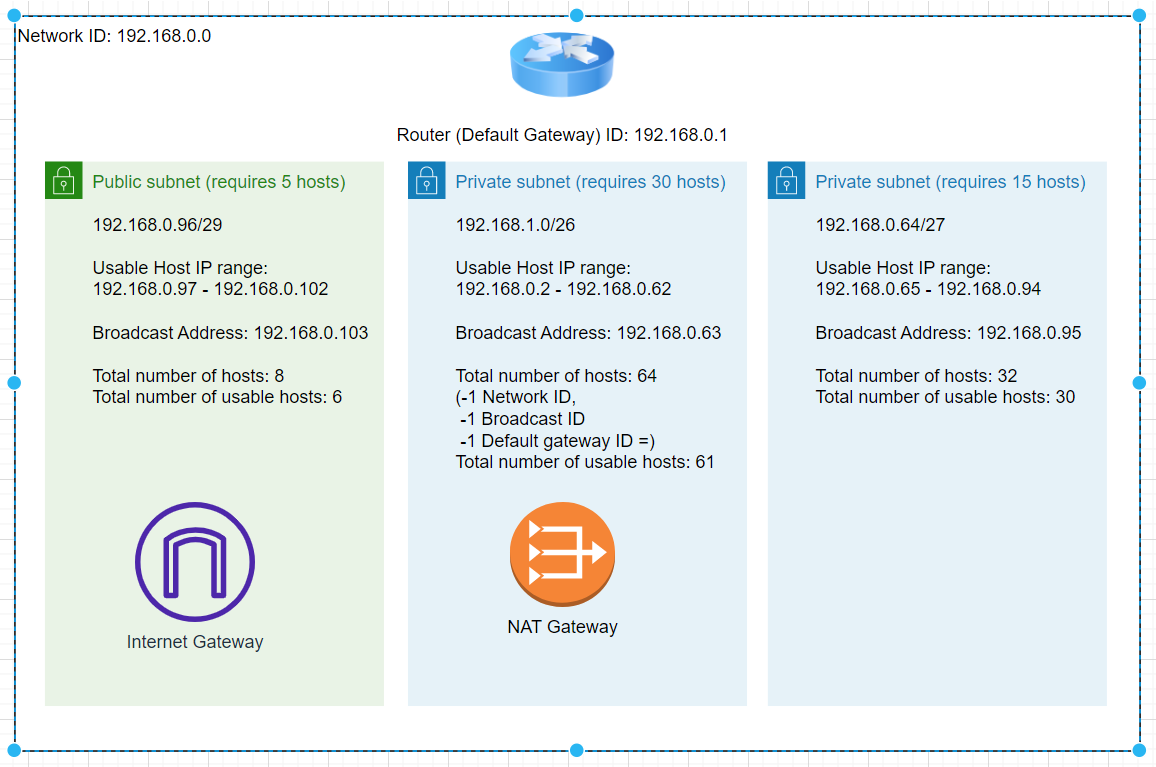 Network ID: 192.168.0.0
Router (Default Gateway) ID: 192.168.0.1
Public subnet (requires 5 hosts)
192.168.0.96/29
Usable Host IP range:
192.168.0.97 - 192.168.0.102
Broadcast Address: 192.168.0.103
Total number of hosts: 8
Total number of usable hosts: 6
Internet Gateway
Private subnet (requires 30 hosts)
192.168.1.0/26
Usable Host IP range:
192.168.0.2 - 192.168.0.62
Broadcast Address: 192.168.0.63
Total number of hosts: 64
(-1 Network ID,
-1 Broadcast ID
-1 Default gateway ID =)
Total number of usable hosts: 61
NAT Gateway
Private subnet (requires 15 hosts)
192.168.0.64/27
Usable Host IP range:
192.168.0.65 - 192.168.0.94
Broadcast Address: 192.168.0.95
Total number of hosts: 32
Total number of usable hosts: 30